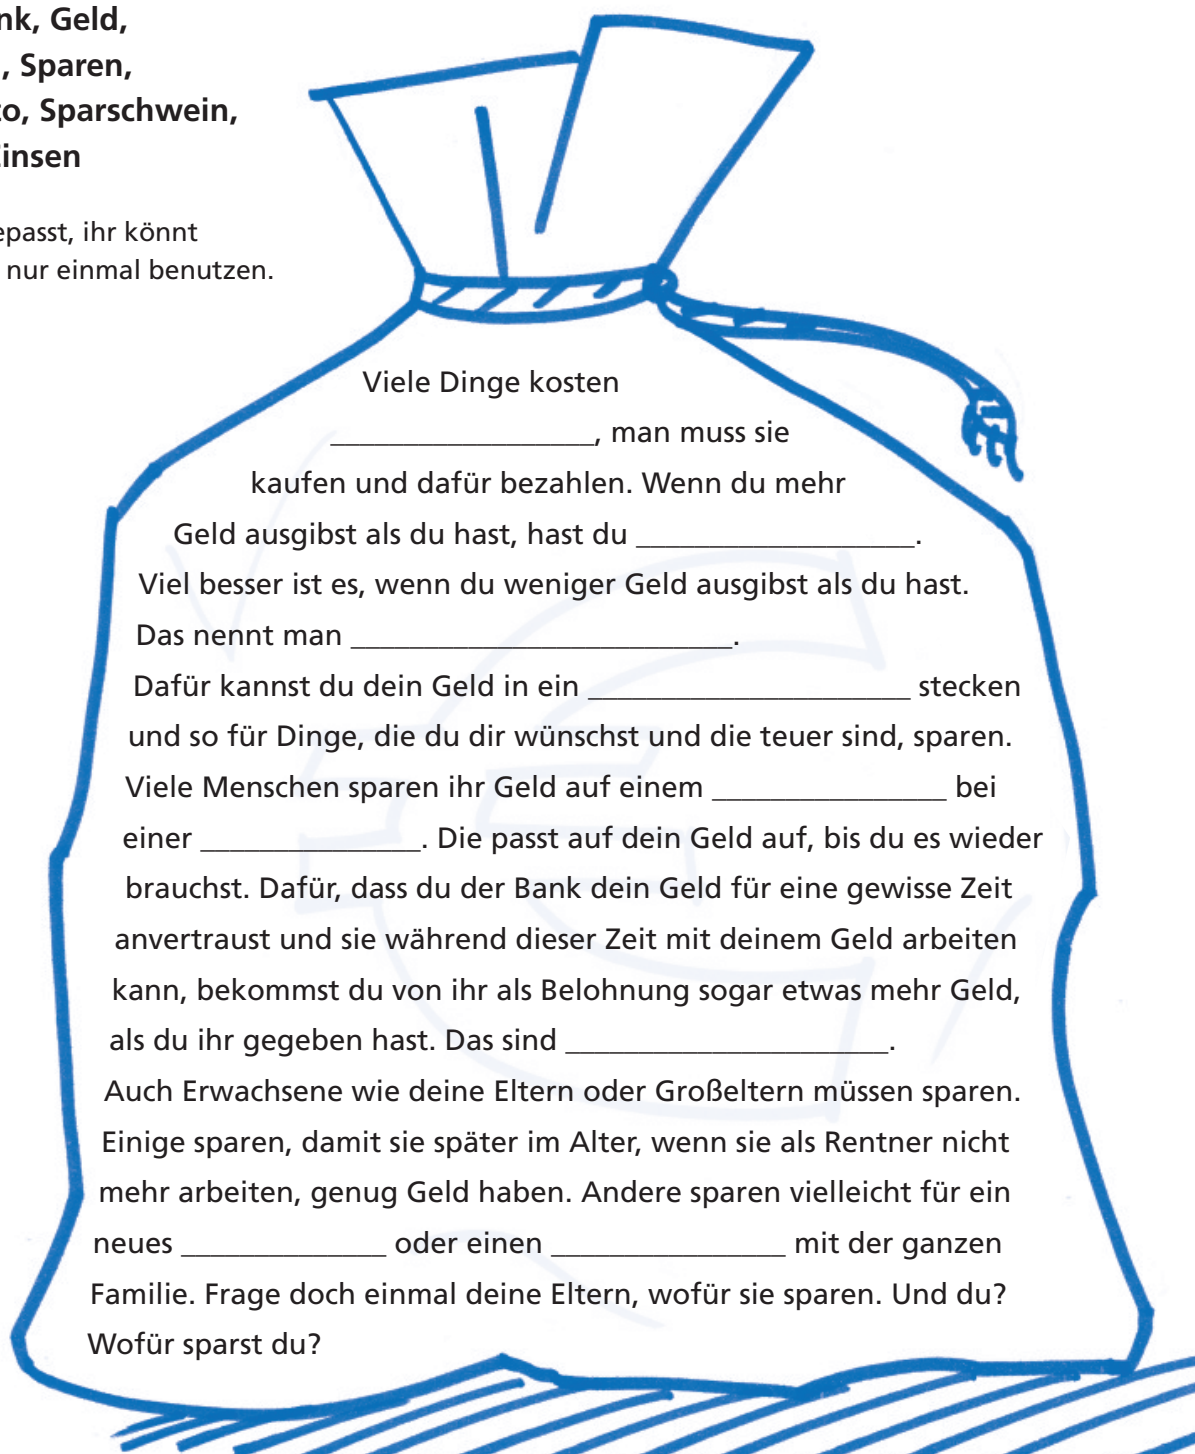 nk, Geld,
, Sparen,
o, Sparschwein,
insen
epasst, ihr könnt
nur einmal benutzen.
Viele Dinge kosten
__________________, man muss sie
kaufen und dafür bezahlen. Wenn du mehr
Geld ausgibst als du hast, hast du ___________________.
Viel besser ist es, wenn du weniger Geld ausgibst als du hast.
Das nennt man __________________________.
Dafür kannst du dein Geld in ein ______________________ stecken
und so für Dinge, die du dir wünschst und die teuer sind, sparen.
Viele Menschen sparen ihr Geld auf einem ________________ bei
einer _______________. Die passt auf dein Geld auf, bis du es wieder
brauchst. Dafür, dass du der Bank dein Geld für eine gewisse Zeit
anvertraust und sie während dieser Zeit mit deinem Geld arbeiten
kann, bekommst du von ihr als Belohnung sogar etwas mehr Geld,
als du ihr gegeben hast. Das sind ______________________.
Auch Erwachsene wie deine Eltern oder Großeltern müssen sparen.
Einige sparen, damit sie später im Alter, wenn sie als Rentner nicht
mehr arbeiten, genug Geld haben. Andere sparen vielleicht für ein
neues ______________ oder einen ________________ mit der ganzen
Familie. Frage doch einmal deine Eltern, wofür sie sparen. Und du?
Wofür sparst du?